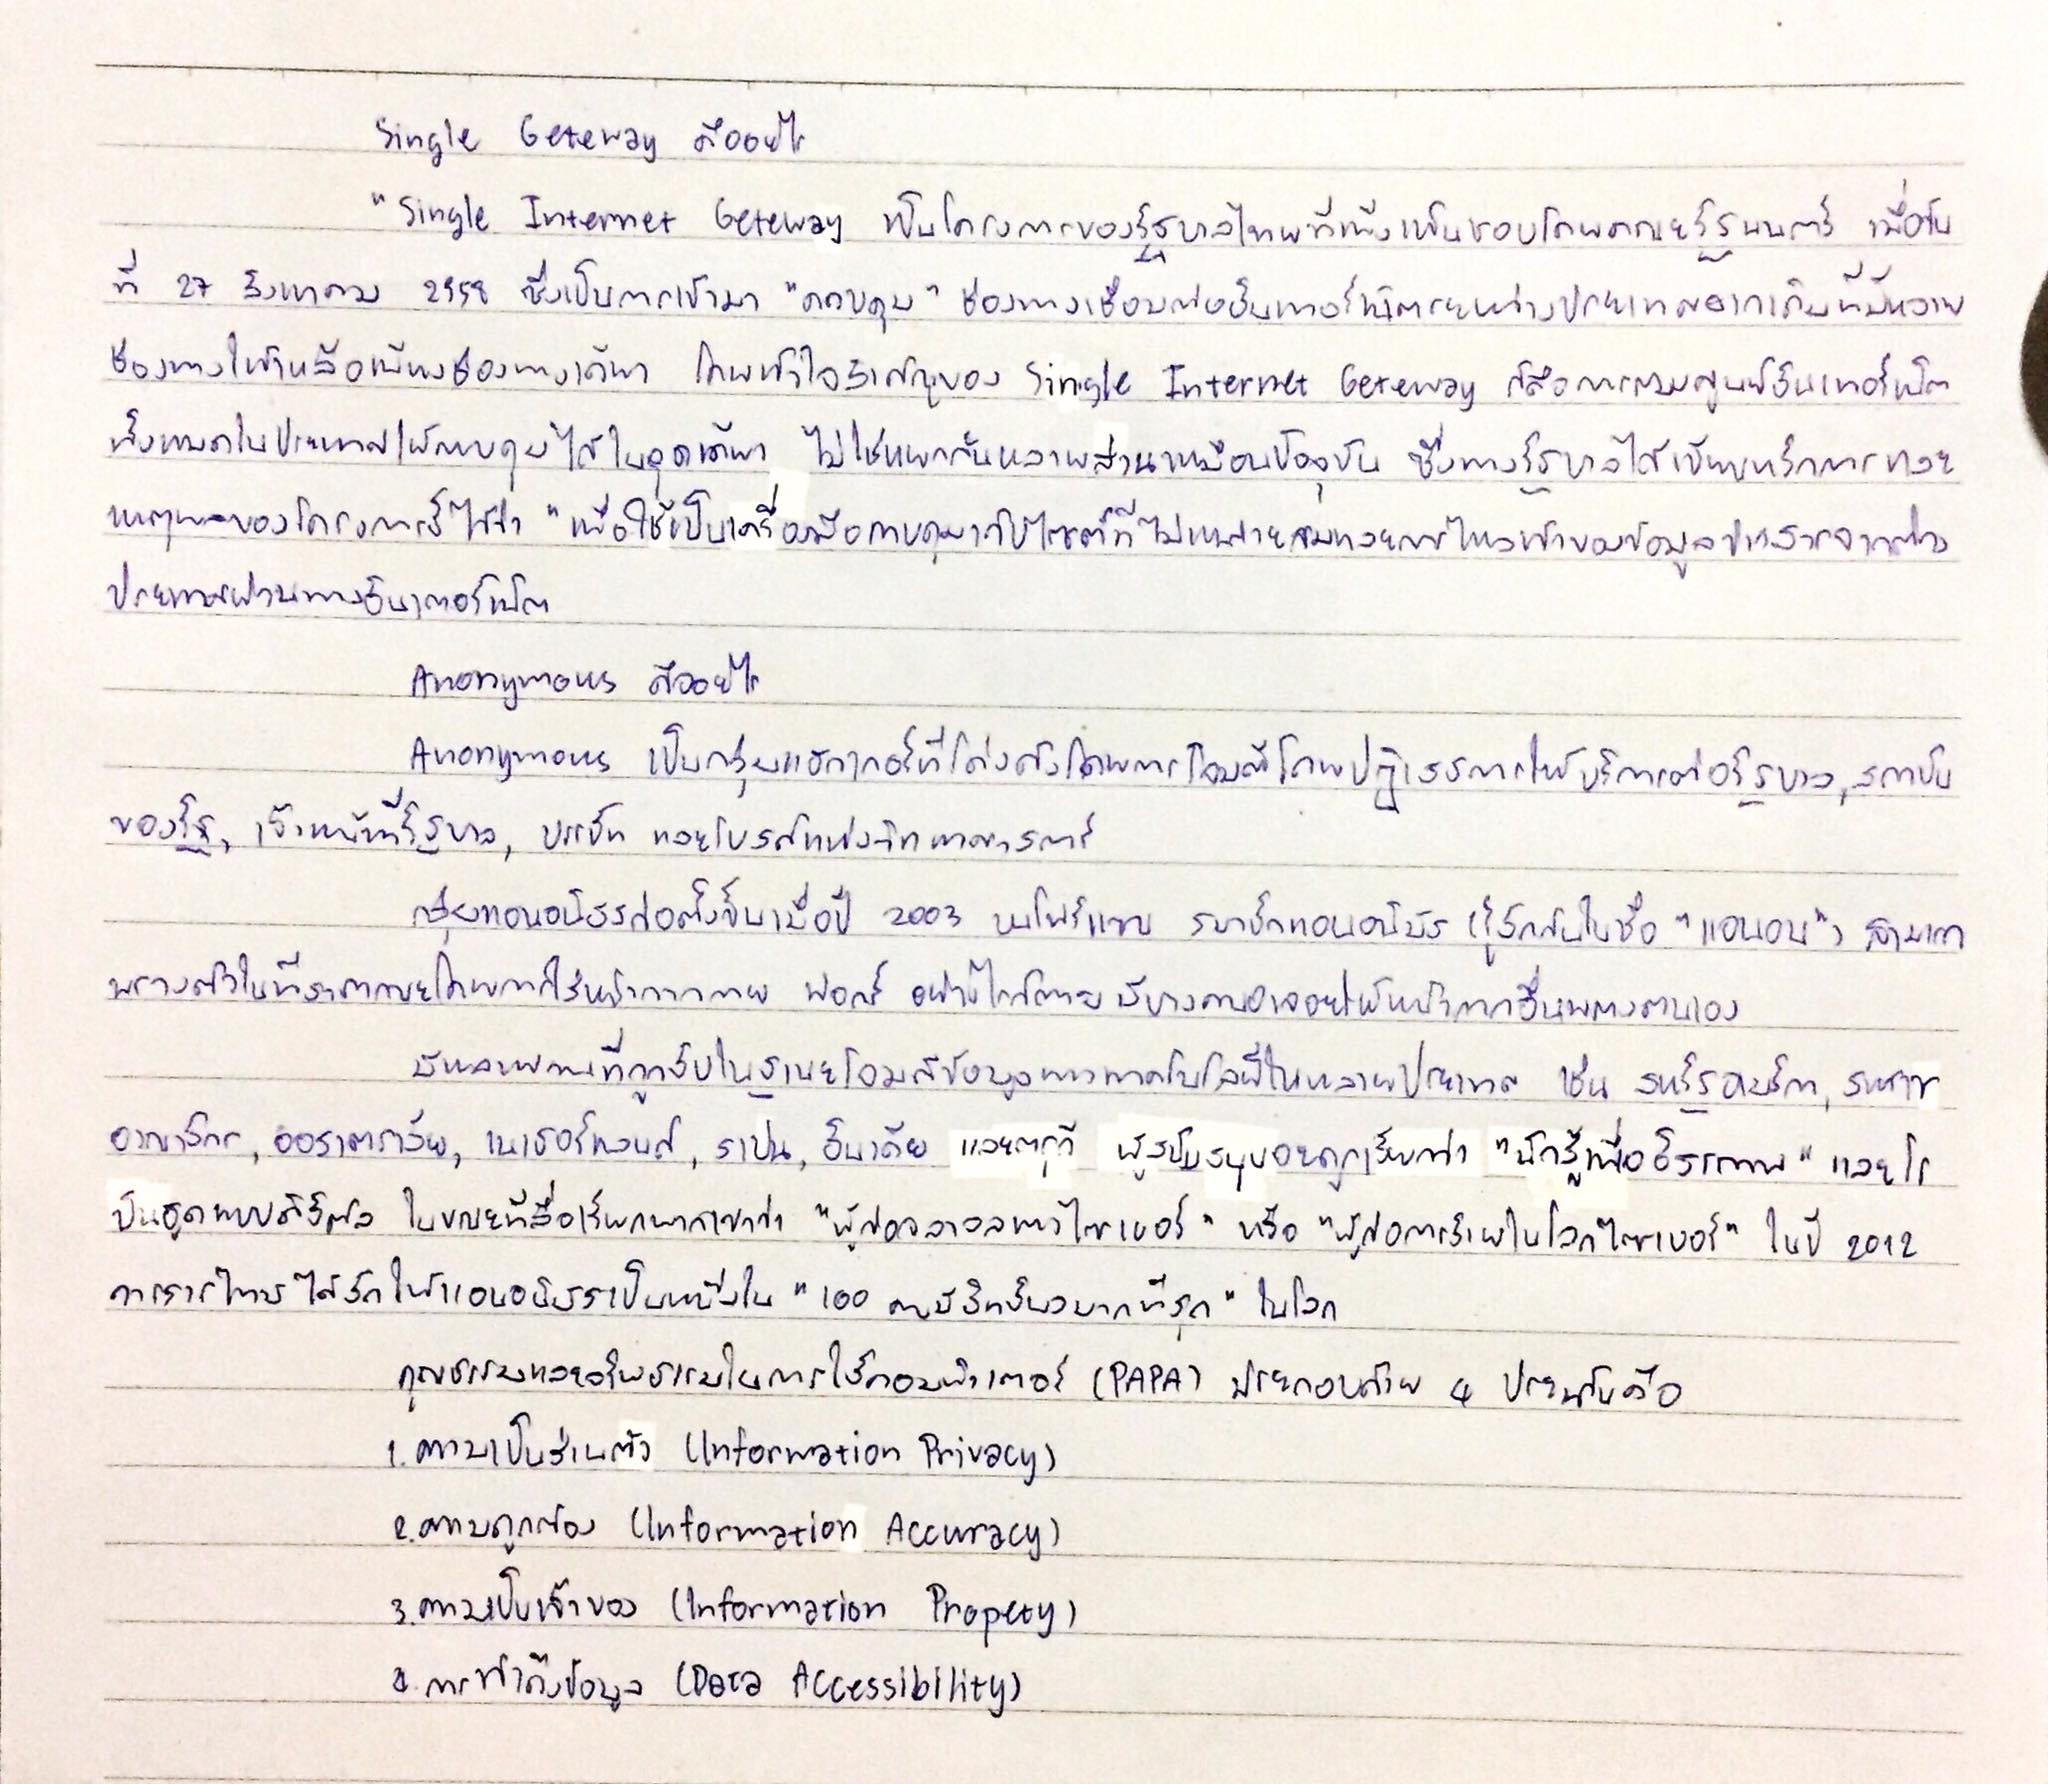 Single Geteway คืออะไร
"Single Internet Geteway เป็นโครงการของรัฐบาลไทยที่เพิ่งเห็นชอบโดยคณะรัฐมนตรี เมื่อวัน
ที่ 27 สิงหาคม 2558 ซึ่งเป็นการเข้ามา "ควบคุม" ช่องทางเชื่อมต่ออินเทอร์เน็ตระหว่างประเทศจากเดิมที่มีหลาย
ช่องทางให้เหลือเพียงช่องทางเดียว โดยหัวใจสำคัญของ Single Internet Geteway ก็คือการรวมศูนย์อินเทอร์เน็ต
ทั้งหมดในประเทศให้ควบคุมได้ในจุดเดียว ไม่ใช่แยกกันหลายส่วนเหมือนปัจจุบัน ซึ่งทางรัฐบาลได้เขียนหลักการและ
เหตุผลของโครงการนี้ไว้ว่า "เพื่อใช้เป็นเครื่องมือควบคุมเว็บไซต์ที่ไม่เหมาะสมและการไหลเข้าของข้อมูลข่าวสารจากต่าง
ประเทศผ่านทางอินเตอร์เน็ต
Anonymous คืออะไร
Anonymous เป็นกลุ่มแฮกเกอร์ที่โด่งดังโดยการโจมตีโดยปฏิเสธการให้บริการต่อรัฐบาล, สถาบัน
ของรัฐ, เจ้าหน้าที่รัฐบาล, บรรษัท และโบสถ์แห่งวิทยาศาสตร์
กลุ่มแอนอนิมัสก่อตั้งขึ้นเมื่อปี 2003 บนโฟร์แชน สมาชิกแอนอนิมัส (รู้จักกันในชื่อ "แอนอน") สามารถ
พรางตัวในที่สาธารณะโดยการใส่หน้ากากกาย ฟอกส์ อย่างไรก็ตาม มีบางคนอาจจะใช้หน้ากากอื่นพรางตนเอง
มีหลายคนที่ถูกจับในฐานะโจมตีข้อมูลทางเทคโนโลยีในหลายประเทศ เช่น สหรัฐอเมริกา, สหราช
อาณาจักร, ออสเตรเลีย, เนเธอร์แลนด์, สเปน, อินเดีย และตุรกี ผู้สนับสนุนจะถูกเรียกว่า "นักสู้เพื่ออิสรภาพ" และโร
บินฮูดแบบดิจิตัล ในขณะที่สื่อเรียกพวกเขาว่า "ผู้ก่อจลาจลทางไซเบอร์" หรือ "ผู้ก่อการร้ายในโลกไซเบอร์" ในปี 2012
วารสารไทม์ได้จัดให้แอนอนิมัสเป็นหนึ่งใน "100 คนมีอิทธิพลมากที่สุด" ในโลก
คุณธรรมและจริยธรรมในการใช้คอมพิวเตอร์ (PAPA) ประกอบด้วย 4 ประเด็นคือ
1. ความเป็นส่วนตัว (Information Privacy)
2. ความถูกต้อง (Information Accuracy)
3. ความเป็นเจ้าของ (Information Propety)
4. การเข้าถึงข้อมูล (Data Accessibility)